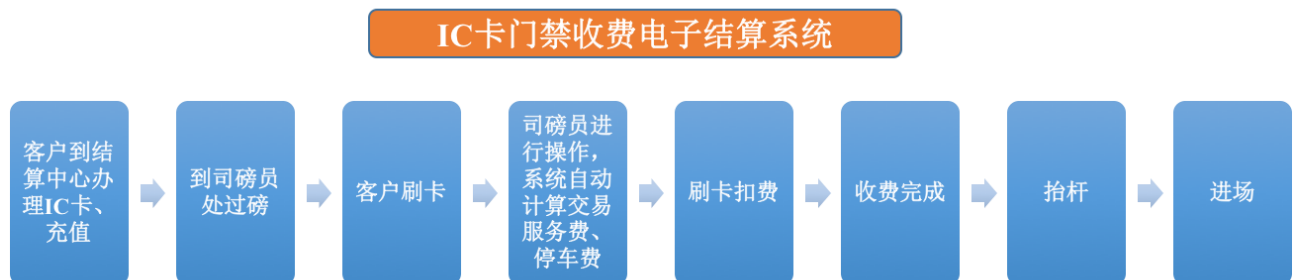 IC卡门禁收费电子结算系统
客户到结
算中心办
理IC卡、
充值
到司磅员
处过磅
客户刷卡
司磅员进
行操作，
系统自动
计算交易
服务费、
停车费
刷卡扣费
收费完成
抬杆
进场